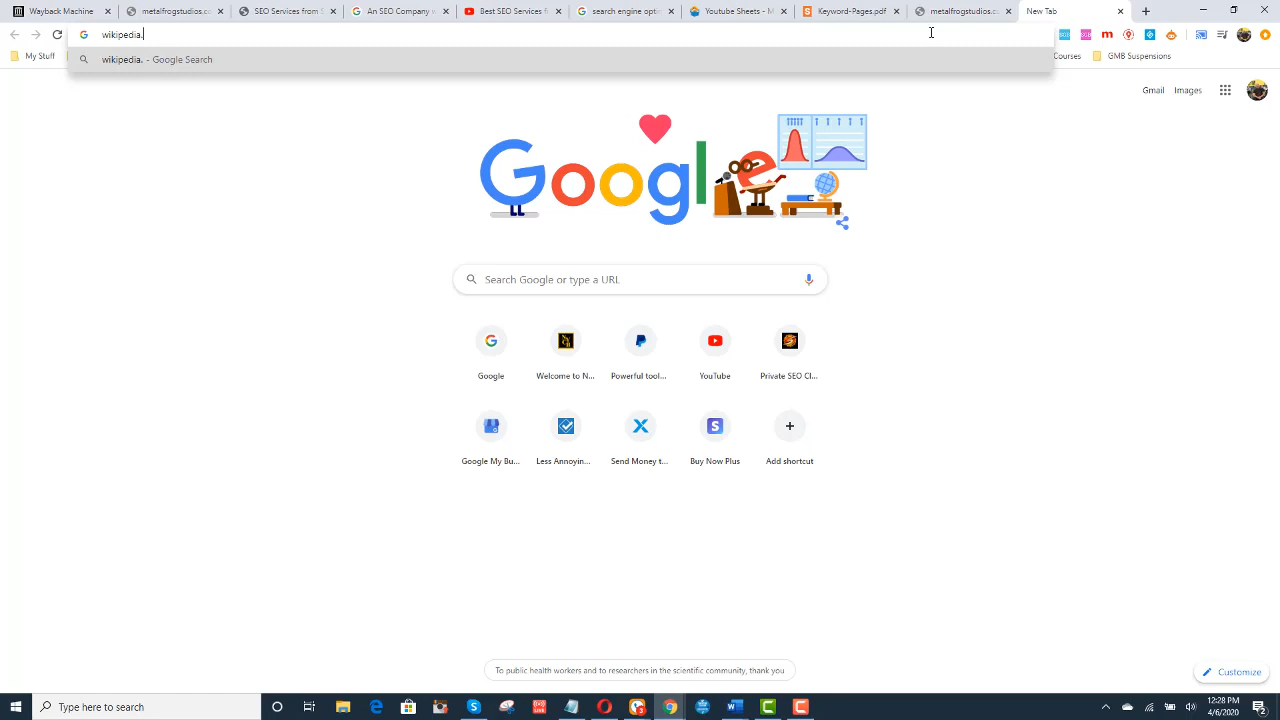 Wayback Machine
metalfrogstudios.c
SEO Services from
An SEO Company w
Best SEO Services f
search engine optin
Youtube Sheets - M
Keyword-Pages.pdf
metalfrogstudios.c
New Tab
wikipedia.
My Stuff
wikipedia. - Google Search
Courses
GMB Suspensions
Gmail
Images
Google
Search Google or type a URL
Google
Welcome to N...
Powerful tool...
YouTube
Private SEO Cl...
Google My Bu...
Less Annoyin...
Send Money t...
Buy Now Plus
Add shortcut
To public health workers and to researchers in the scientific community, thank you
Customize
Type here to search
12:28 PM
4/6/2020